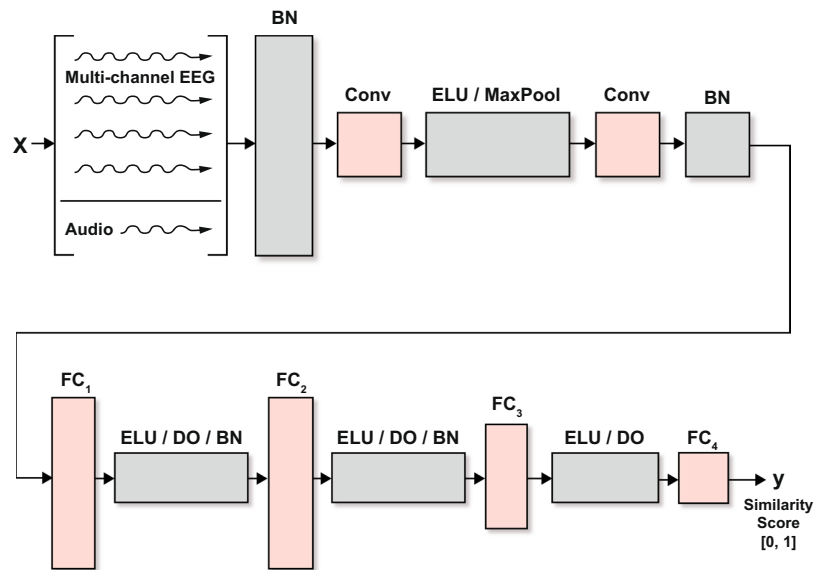 BN
Multi-channel EEG
Conv
ELU / MaxPool
Conv
BN
X
Audio
FC₁
FC₂
FC₃
ELU / DO / BN
ELU / DO / BN
ELU / DO
FC₄
y
Similarity
Score
[0, 1]